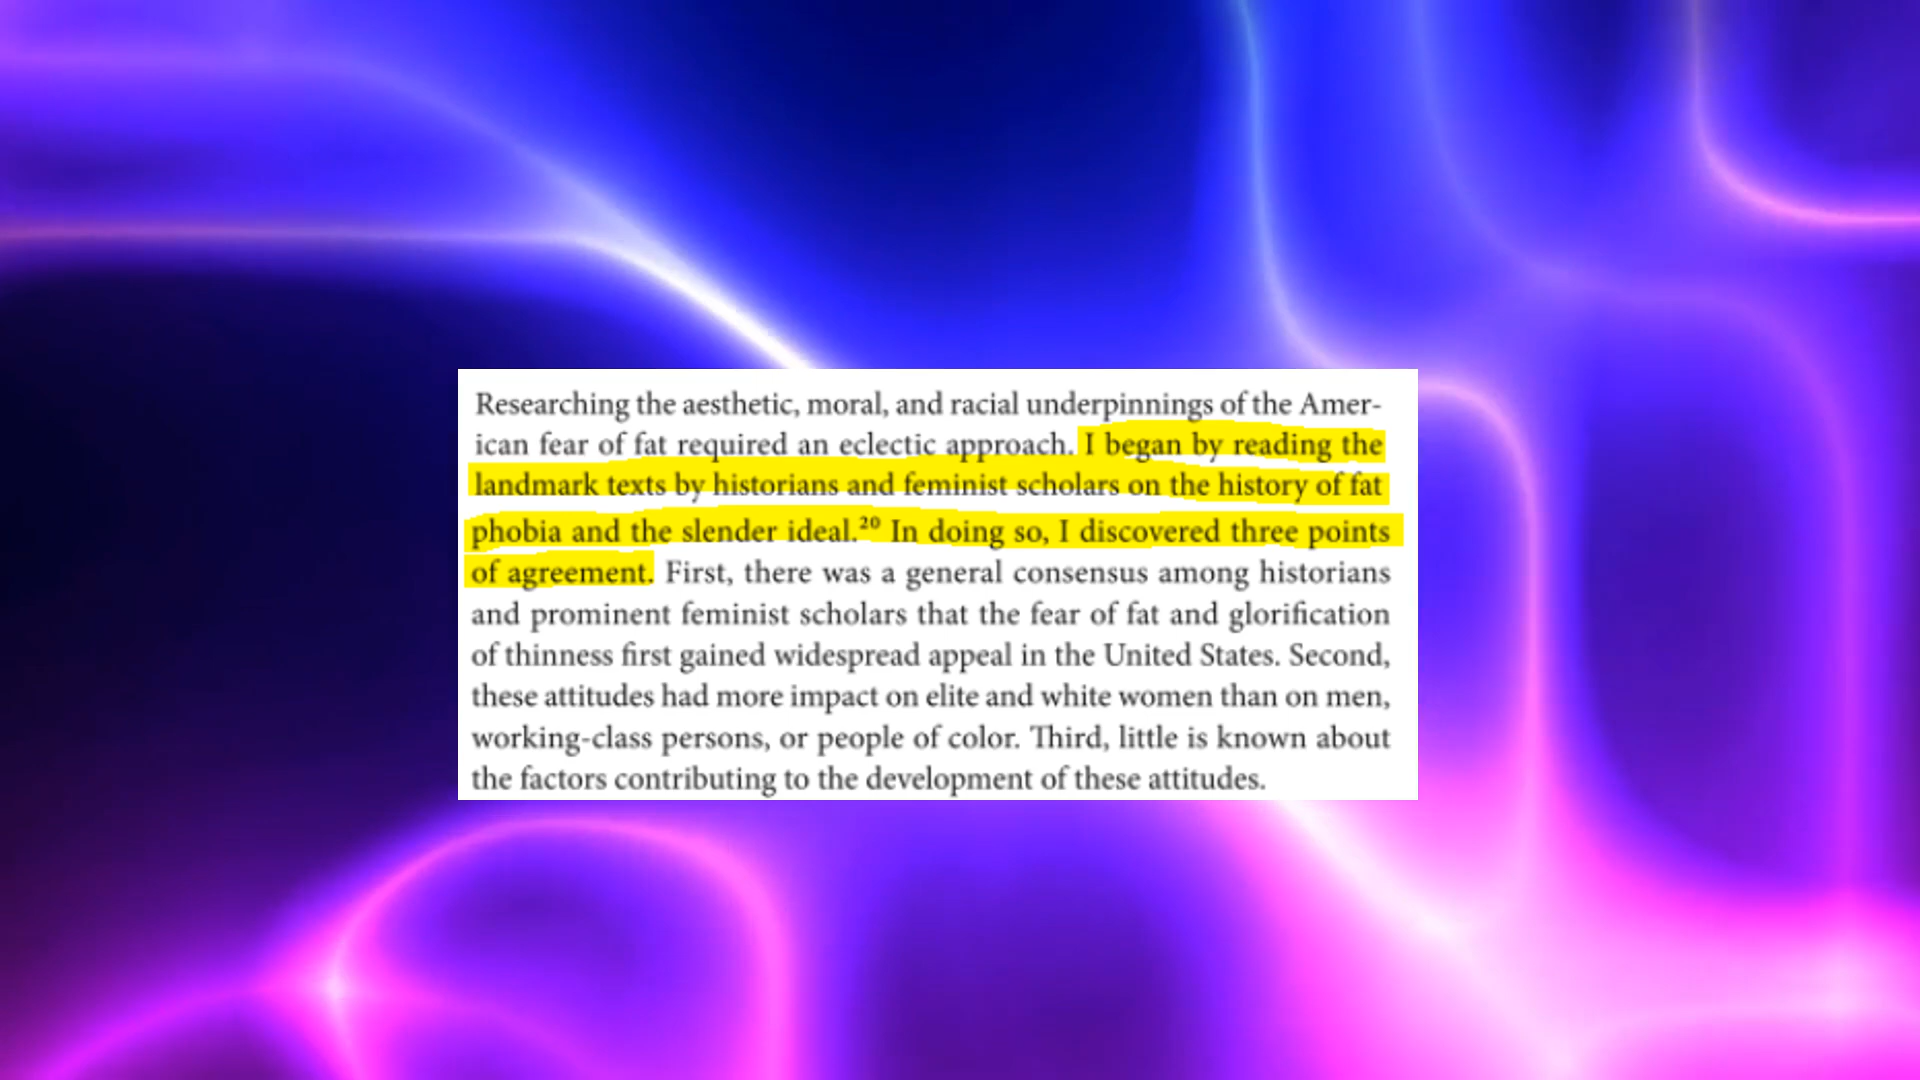 Researching the aesthetic, moral, and racial underpinnings of the Amer-
ican fear of fat required an eclectic approach. I began by reading the
landmark texts by historians and feminist scholars on the history of fat
phobia and the slender ideal.²⁰ In doing so, I discovered three points
of agreement. First, there was a general consensus among historians
and prominent feminist scholars that the fear of fat and glorification
of thinness first gained widespread appeal in the United States. Second,
these attitudes had more impact on elite and white women than on men,
working-class persons, or people of color. Third, little is known about
the factors contributing to the development of these attitudes.